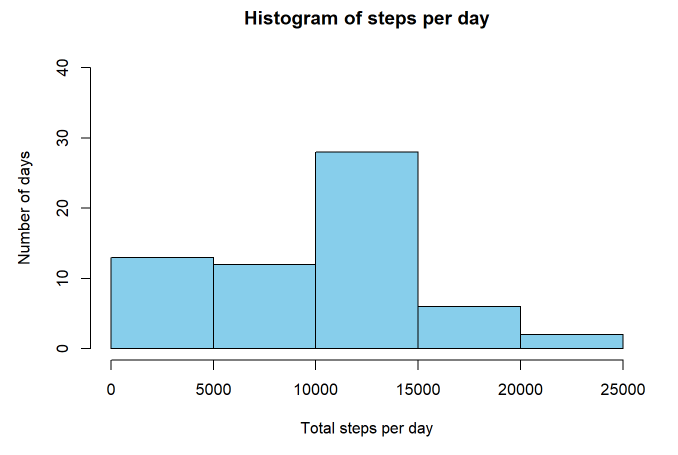 Histogram of steps per day
Number of days
40
30
20
10
0
0 5000 10000 15000 20000 25000
Total steps per day